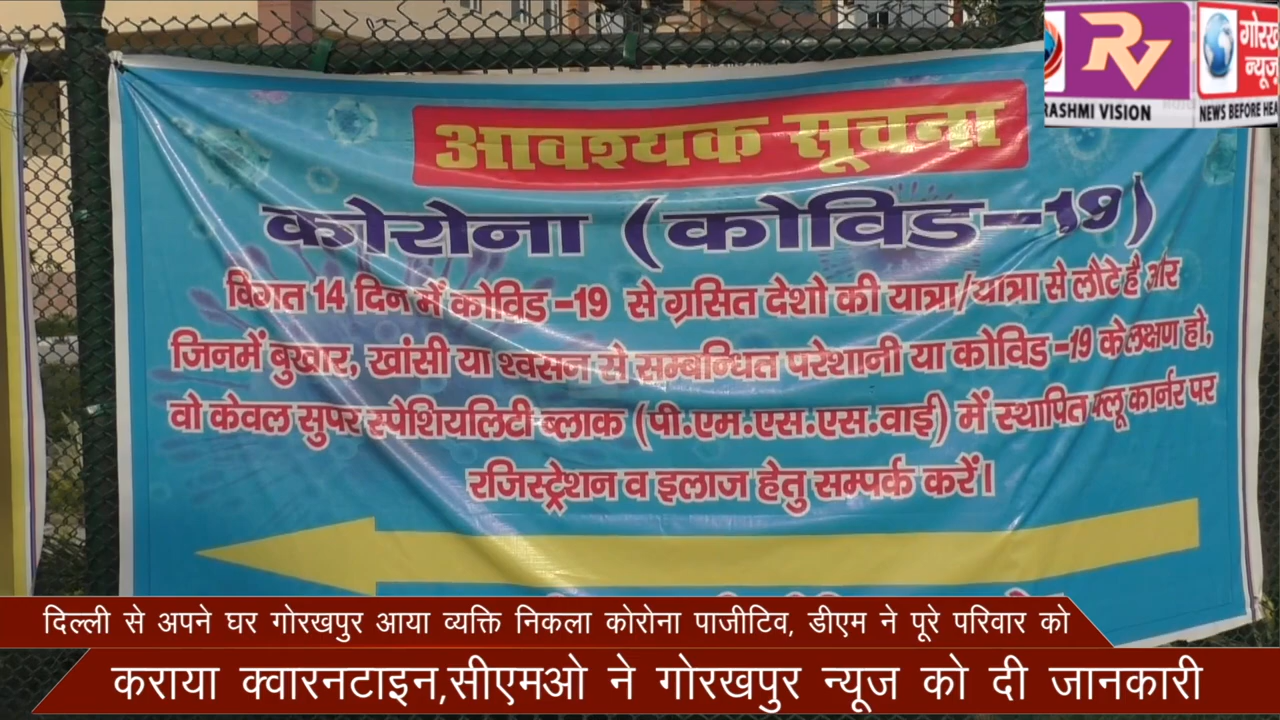 RV
RASHMI VISION
गोरख
न्यूज़
NEWS BEFORE HEA
आवश्यक सूचना
कोरोना (कोविड-19)
विगत 14 दिन में कोविड -19 से ग्रसित देशो की यात्रा/यात्रा से लौटे है और
जिनमें बुखार, खांसी या श्वसन से सम्बन्धित परेशानी या कोविड -19 के लक्षण हो,
वो केवल सुपर स्पेशियलिटी ब्लाक (पी.एम.एस.एस.वाई) में स्थापित फ्लू कार्नर पर
रजिस्ट्रेशन व इलाज हेतु सम्पर्क करें।
दिल्ली से अपने घर गोरखपुर आया व्यक्ति निकला कोरोना पाजीटिव, डीएम ने पूरे परिवार को
कराया क्वारनटाइन,सीएमओ ने गोरखपुर न्यूज को दी जानकारी